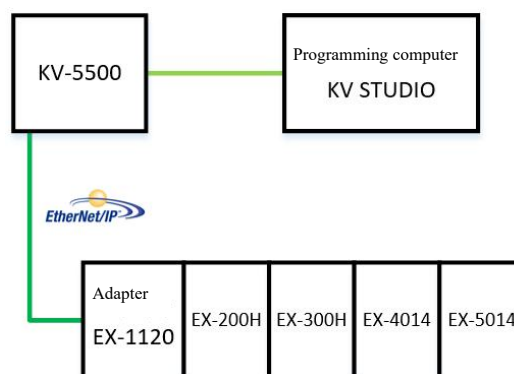 KV-5500
Programming computer
KV STUDIO
EtherNet/IP
Adapter
EX-1120
EX-200H
EX-300H
EX-4014
EX-5014